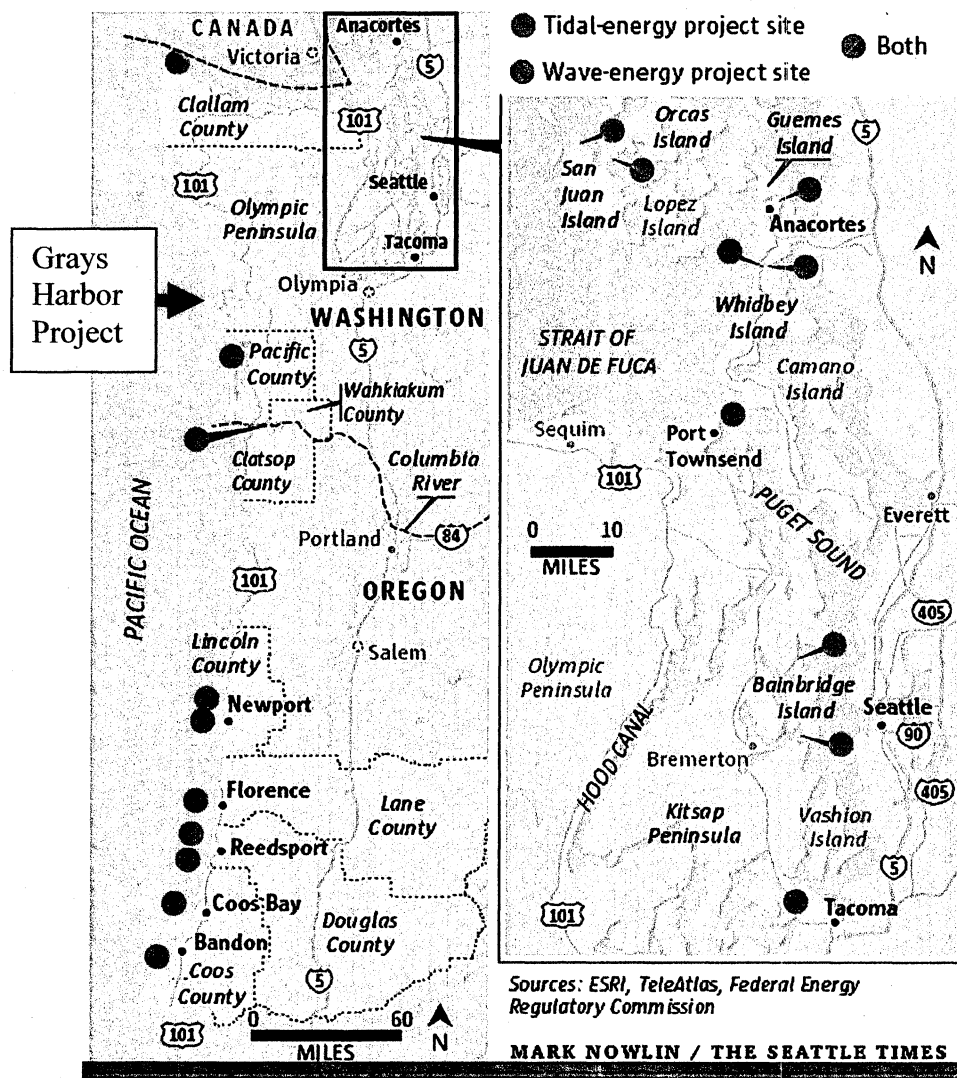 CANADA
Victoria
Anacortes
5
Clallam
County
101
101
Seattle
Olympic
Peninsula
Tacoma
Grays
Harbor
Project
Olympia
WASHINGTON
Pacific
County
5
Wahkiakum
County
Clatsop
County
Columbia
River
PACIFIC OCEAN
Portland
84
101
OREGON
Lincoln
County
Salem
Newport
Florence
Lane
County
Reedsport
Coos Bay
Douglas
County
Bandon
Coos
County
5
101
0 60
MILES
N
Tidal-energy project site
Both
Wave-energy project site
Orcas
Island
Guemes
Island
5
San
Juan
Island
Lopez
Island
Anacortes
N
Whidbey
Island
STRAIT OF
JUAN DE FUCA
Camano
Island
Sequim
Port
Townsend
101
PUGET SOUND
Everett
0 10
MILES
405
Olympic
Peninsula
Bainbridge
Island
Seattle
90
HOOD CANAL
Bremerton
405
Kitsap
Peninsula
Vashion
Island
5
101
Tacoma
Sources: ESRI, TeleAtlas, Federal Energy
Regulatory Commission
MARK NOWLIN / THE SEATTLE TIMES